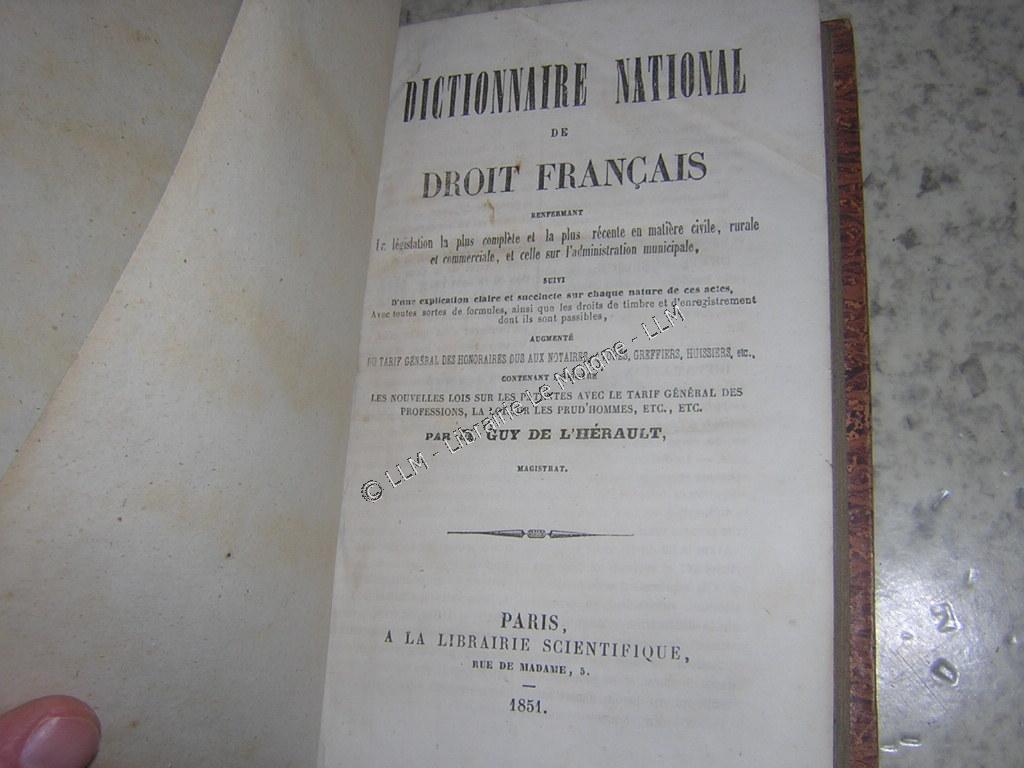 DICTIONNAIRE NATIONAL
DE
DROIT FRANÇAIS
RENFERMANT
La législation la plus complète et la plus récente en matière civile, rurale
et commerciale, et celle sur l'administration municipale,
SUIVI
D'une explication claire et succincte sur chaque nature de ces actes,
Avec toutes sortes de formules, ainsi que les droits de timbre et d'enregistrement
dont ils sont passibles,
AUGMENTÉ
DU TARIF GÉNÉRAL DES HONORAIRES DUS AUX NOTAIRES, GREFFIERS, HUISSIERS, etc.,
CONTENANT
LES NOUVELLES LOIS SUR LES PATENTES AVEC LE TARIF GÉNÉRAL DES
PROFESSIONS, LA LOI SUR LES PRUD'HOMMES, ETC., ETC.
PAR GUY DE L'HÉRAULT,
MAGISTRAT.
© LLM - Librairie Le Moigne - LLM
PARIS,
A LA LIBRAIRIE SCIENTIFIQUE,
RUE DE MADAME, 5.
1851.